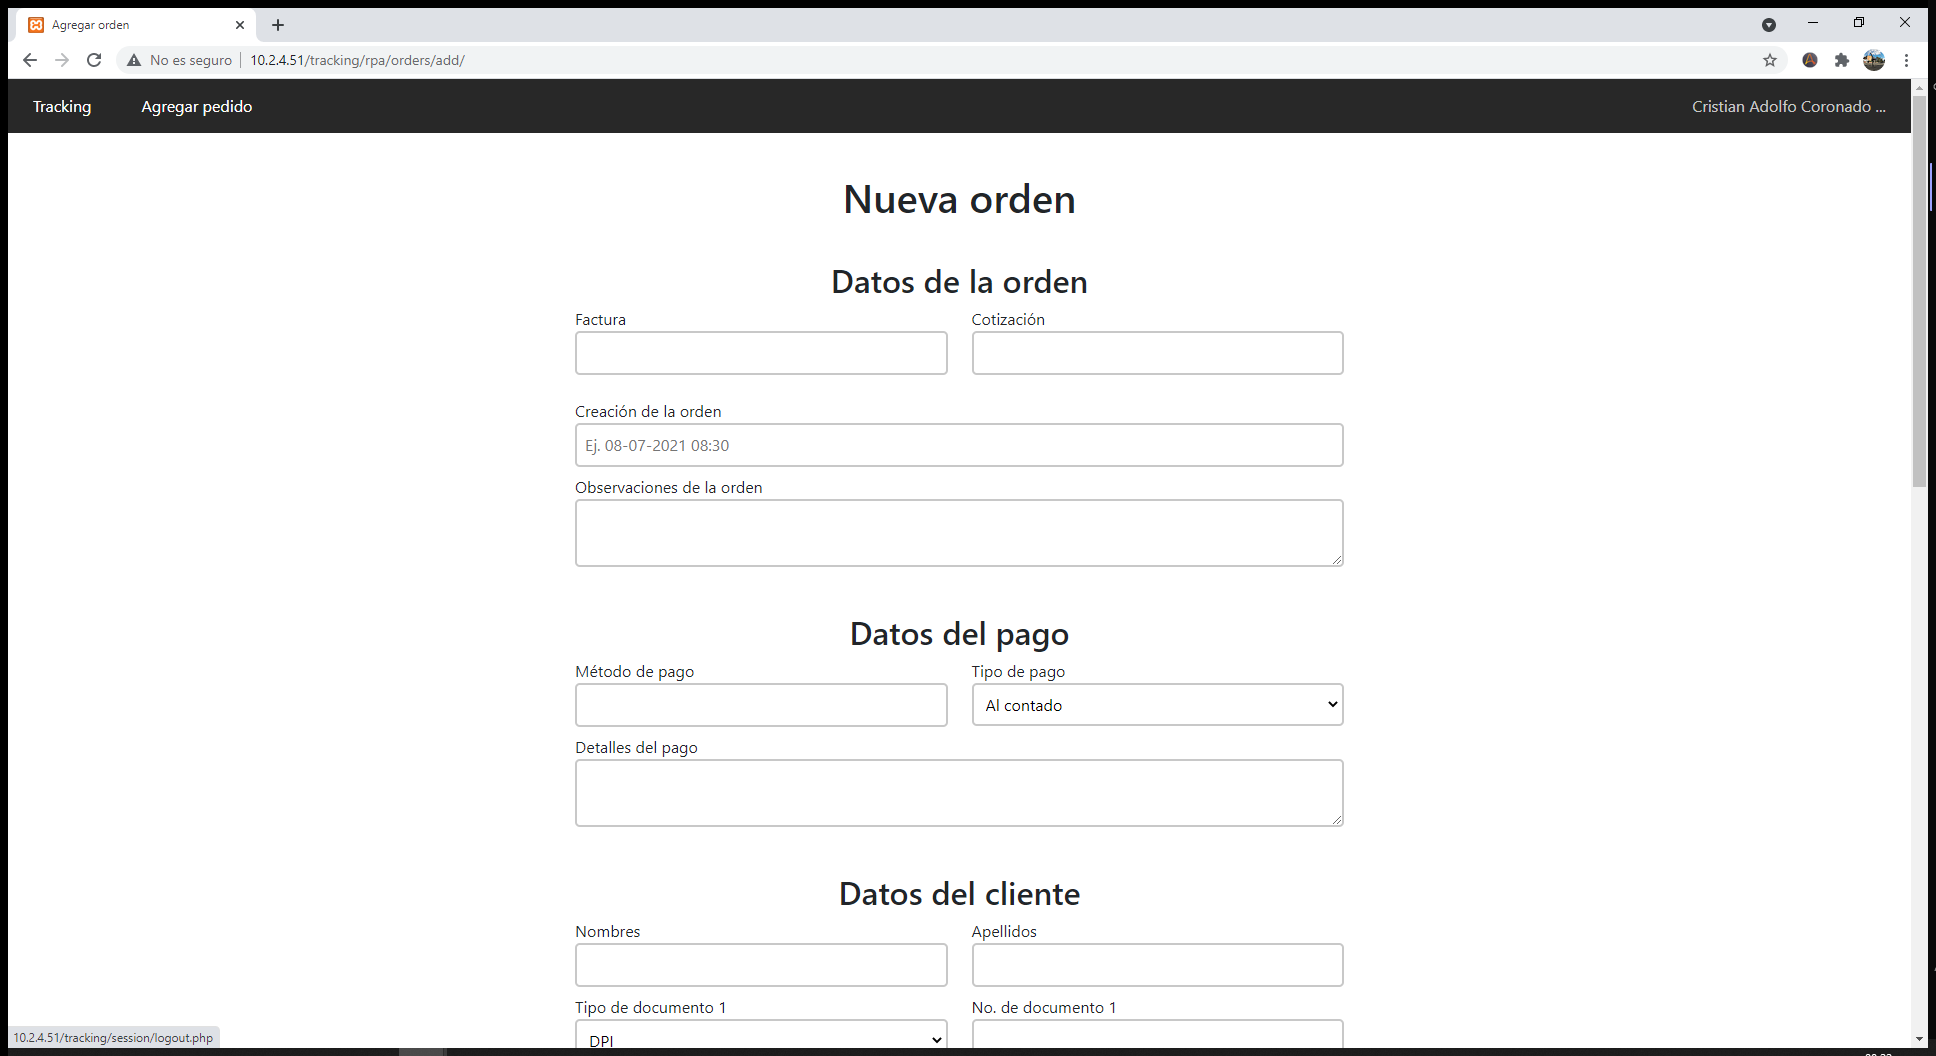 Agregar orden
No es seguro 10.2.4.51/tracking/rpa/orders/add/
Tracking Agregar pedido Cristian Adolfo Coronado ...
Nueva orden
Datos de la orden
Factura Cotización
Creación de la orden
Ej. 08-07-2021 08:30
Observaciones de la orden
Datos del pago
Método de pago Tipo de pago
Al contado
Detalles del pago
Datos del cliente
Nombres Apellidos
Tipo de documento 1 No. de documento 1
DPI
10.2.4.51/tracking/session/logout.php